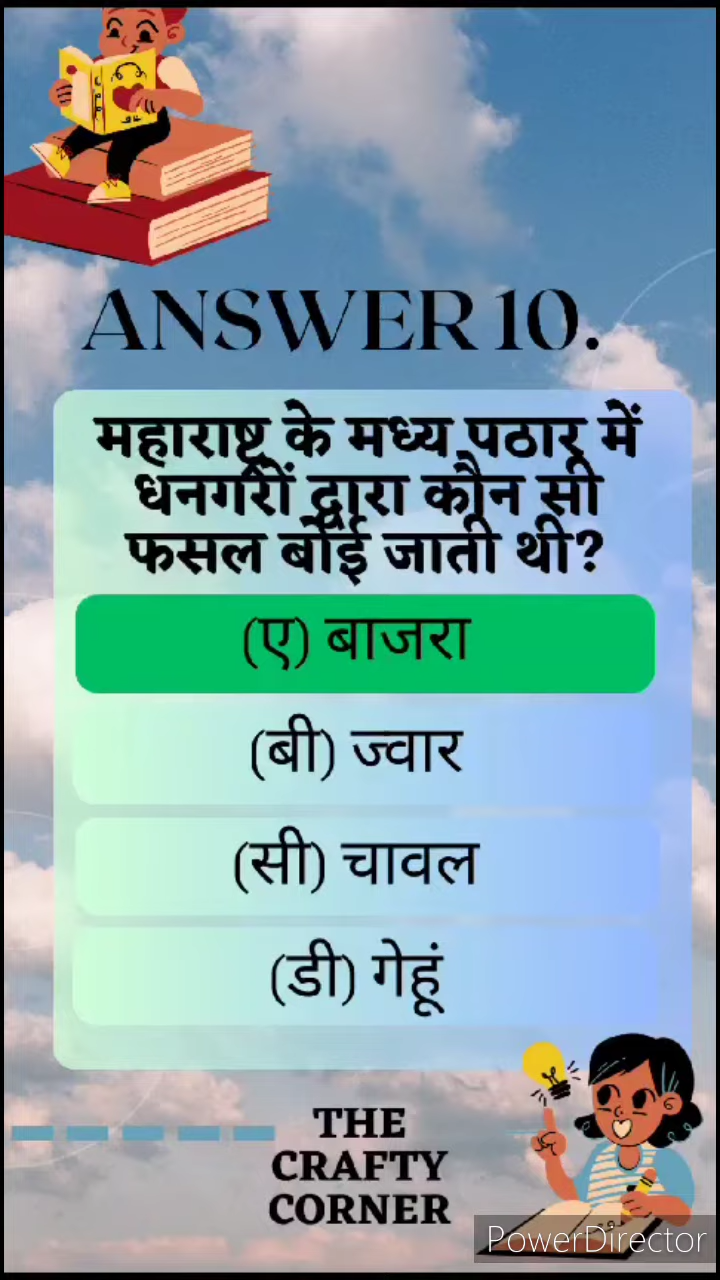 ANSWER 10.
महाराष्ट्र के मध्य पठार में
धनगरों द्वारा कौन सी
फसल बोई जाती थी?
(ए) बाजरा
(बी) ज्वार
(सी) चावल
(डी) गेहूं
THE
CRAFTY
CORNER
PowerDirector